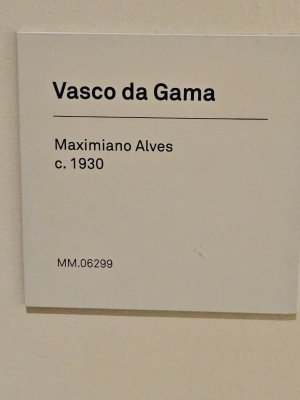 Vasco da Gama
Maximiano Alves
c. 1930
MM.06299